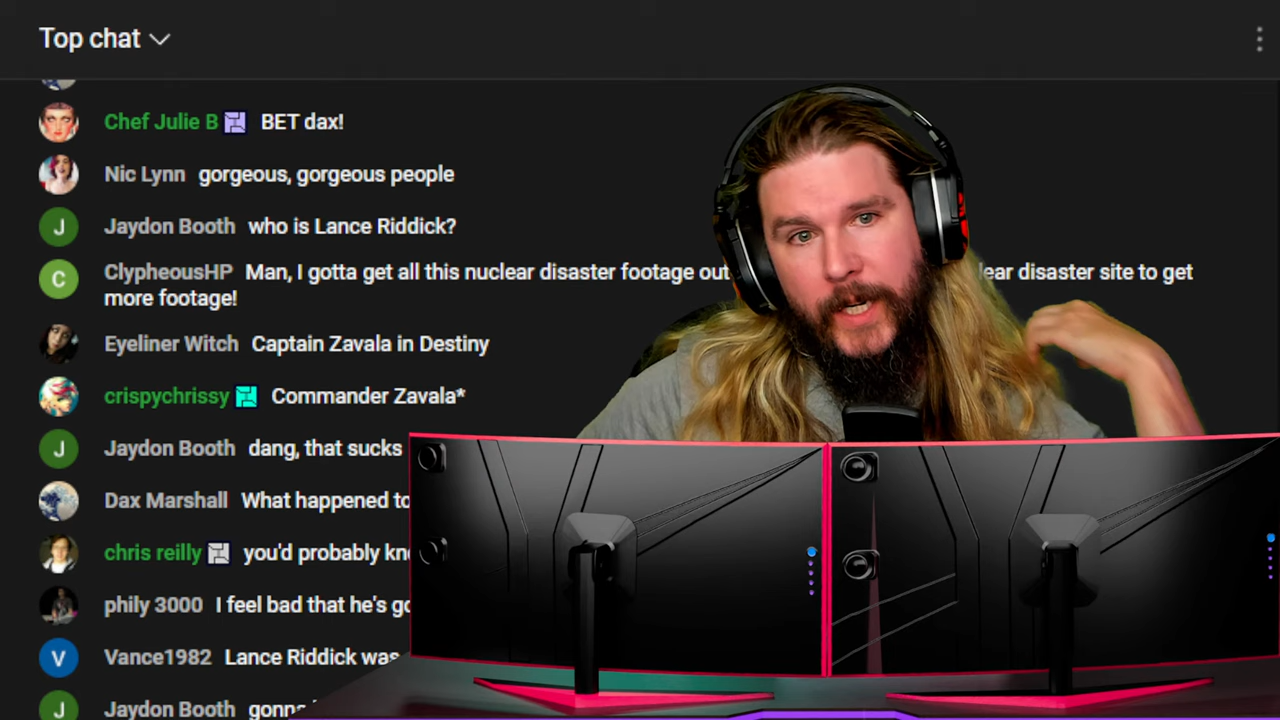 Top chat
Chef Julie B BET dax!
Nic Lynn gorgeous, gorgeous people
Jaydon Booth who is Lance Riddick?
ClypheousHP Man, I gotta get all this nuclear disaster footage out disaster site to get
more footage!
Eyeliner Witch Captain Zavala in Destiny
crispychrissy Commander Zavala*
Jaydon Booth dang, that sucks
Dax Marshall What happened to
chris reilly you'd probably
phily 3000 I feel bad that he's
Vance1982 Lance Riddick was
J
C
J
V
J
Jaydon Booth